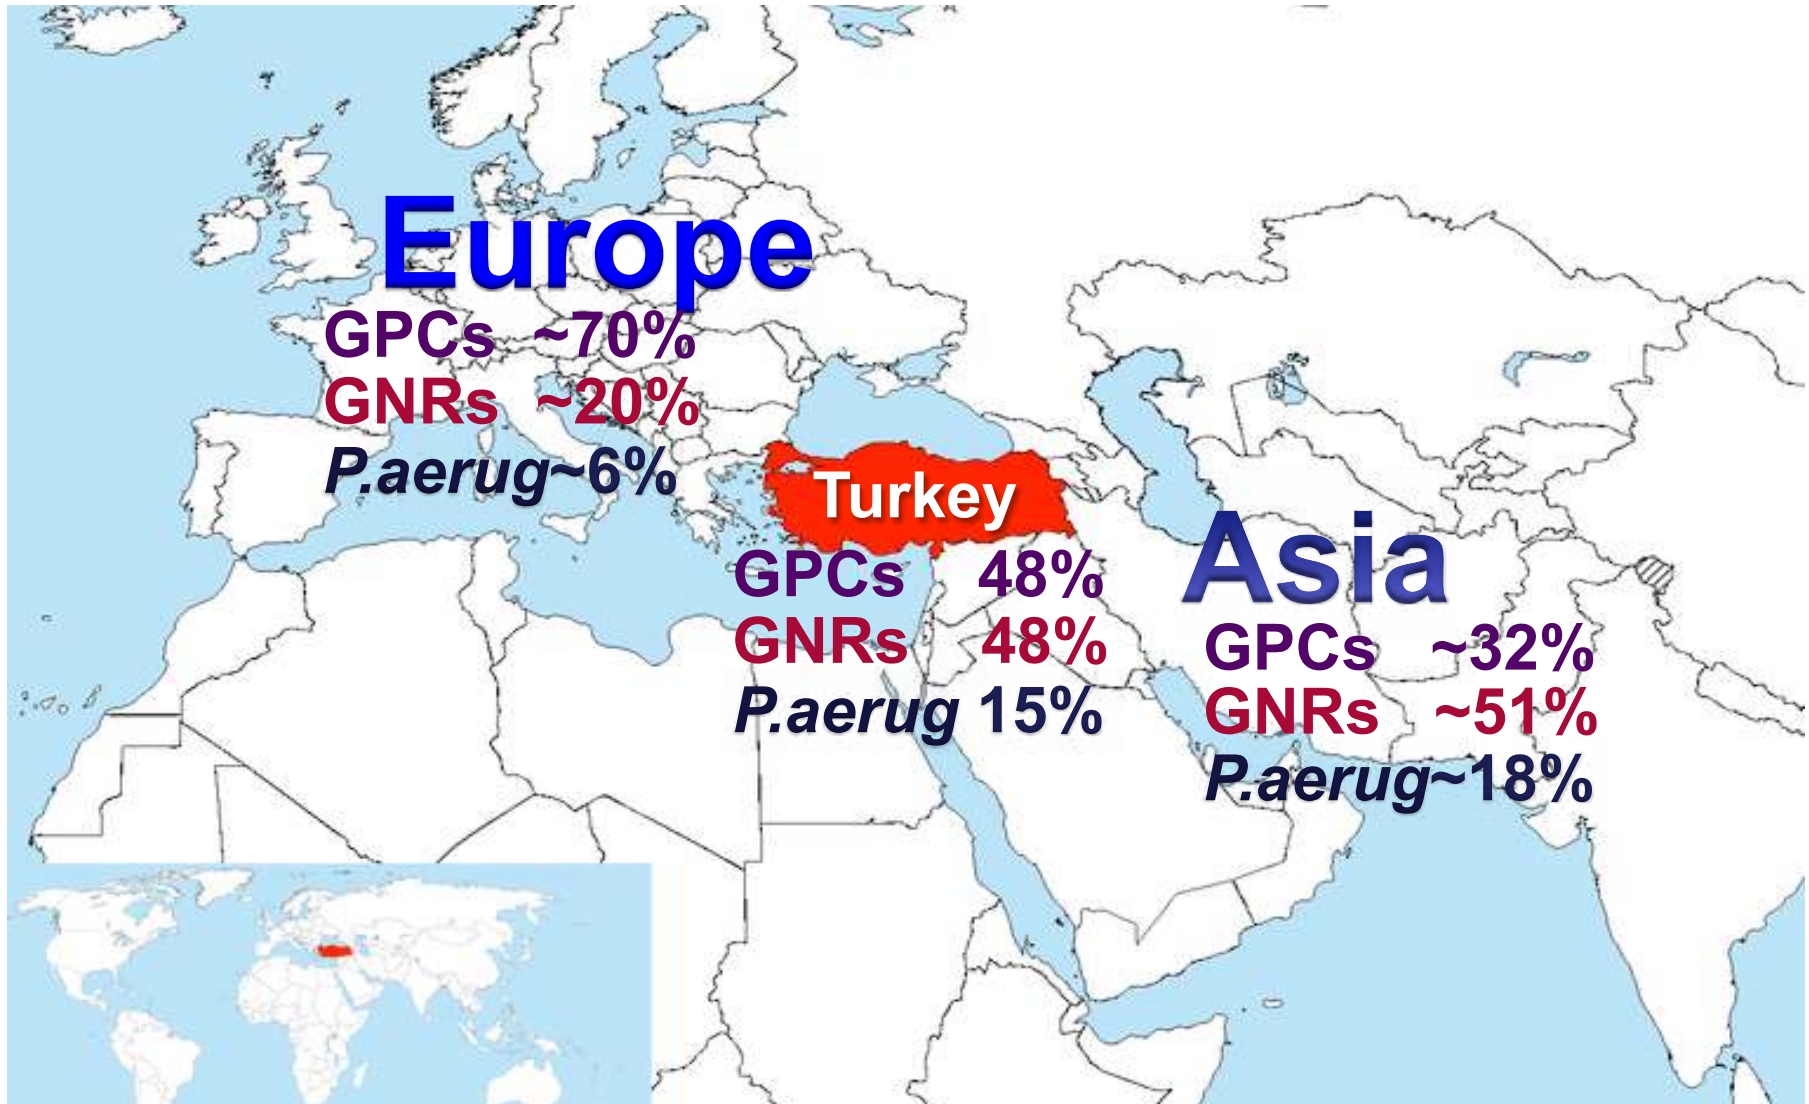 Europe
GPCs ~70%
GNRs ~20%
P.aerug~6%
Turkey
GPCs 48%
GNRs 48%
P.aerug 15%
Asia
GPCs ~32%
GNRs ~51%
P.aerug~18%